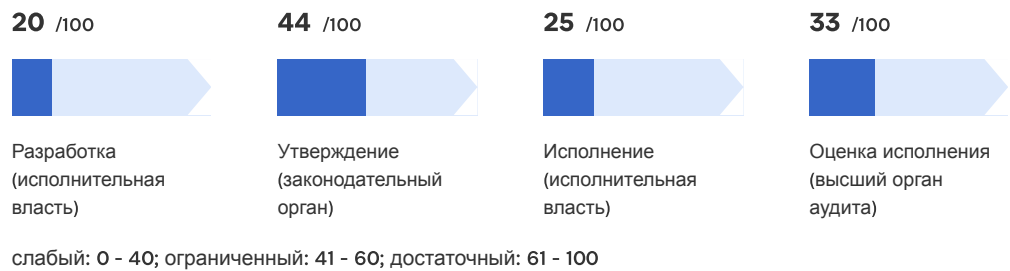 20 /100
44 /100
25 /100
33 /100
Разработка
(исполнительная
власть)
Утверждение
(законодательный
орган)
Исполнение
(исполнительная
власть)
Оценка исполнения
(высший орган
аудита)
слабый: 0 - 40; ограниченный: 41 - 60; достаточный: 61 - 100